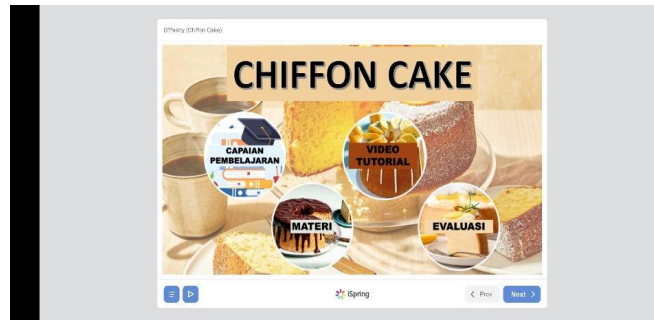 D'Pastry (Chiffon Cake)
CHIFFON CAKE
CAPAIAN
PEMBELAJARAN
VIDEO
TUTORIAL
MATERI
EVALUASI
iSpring
Prev
Next